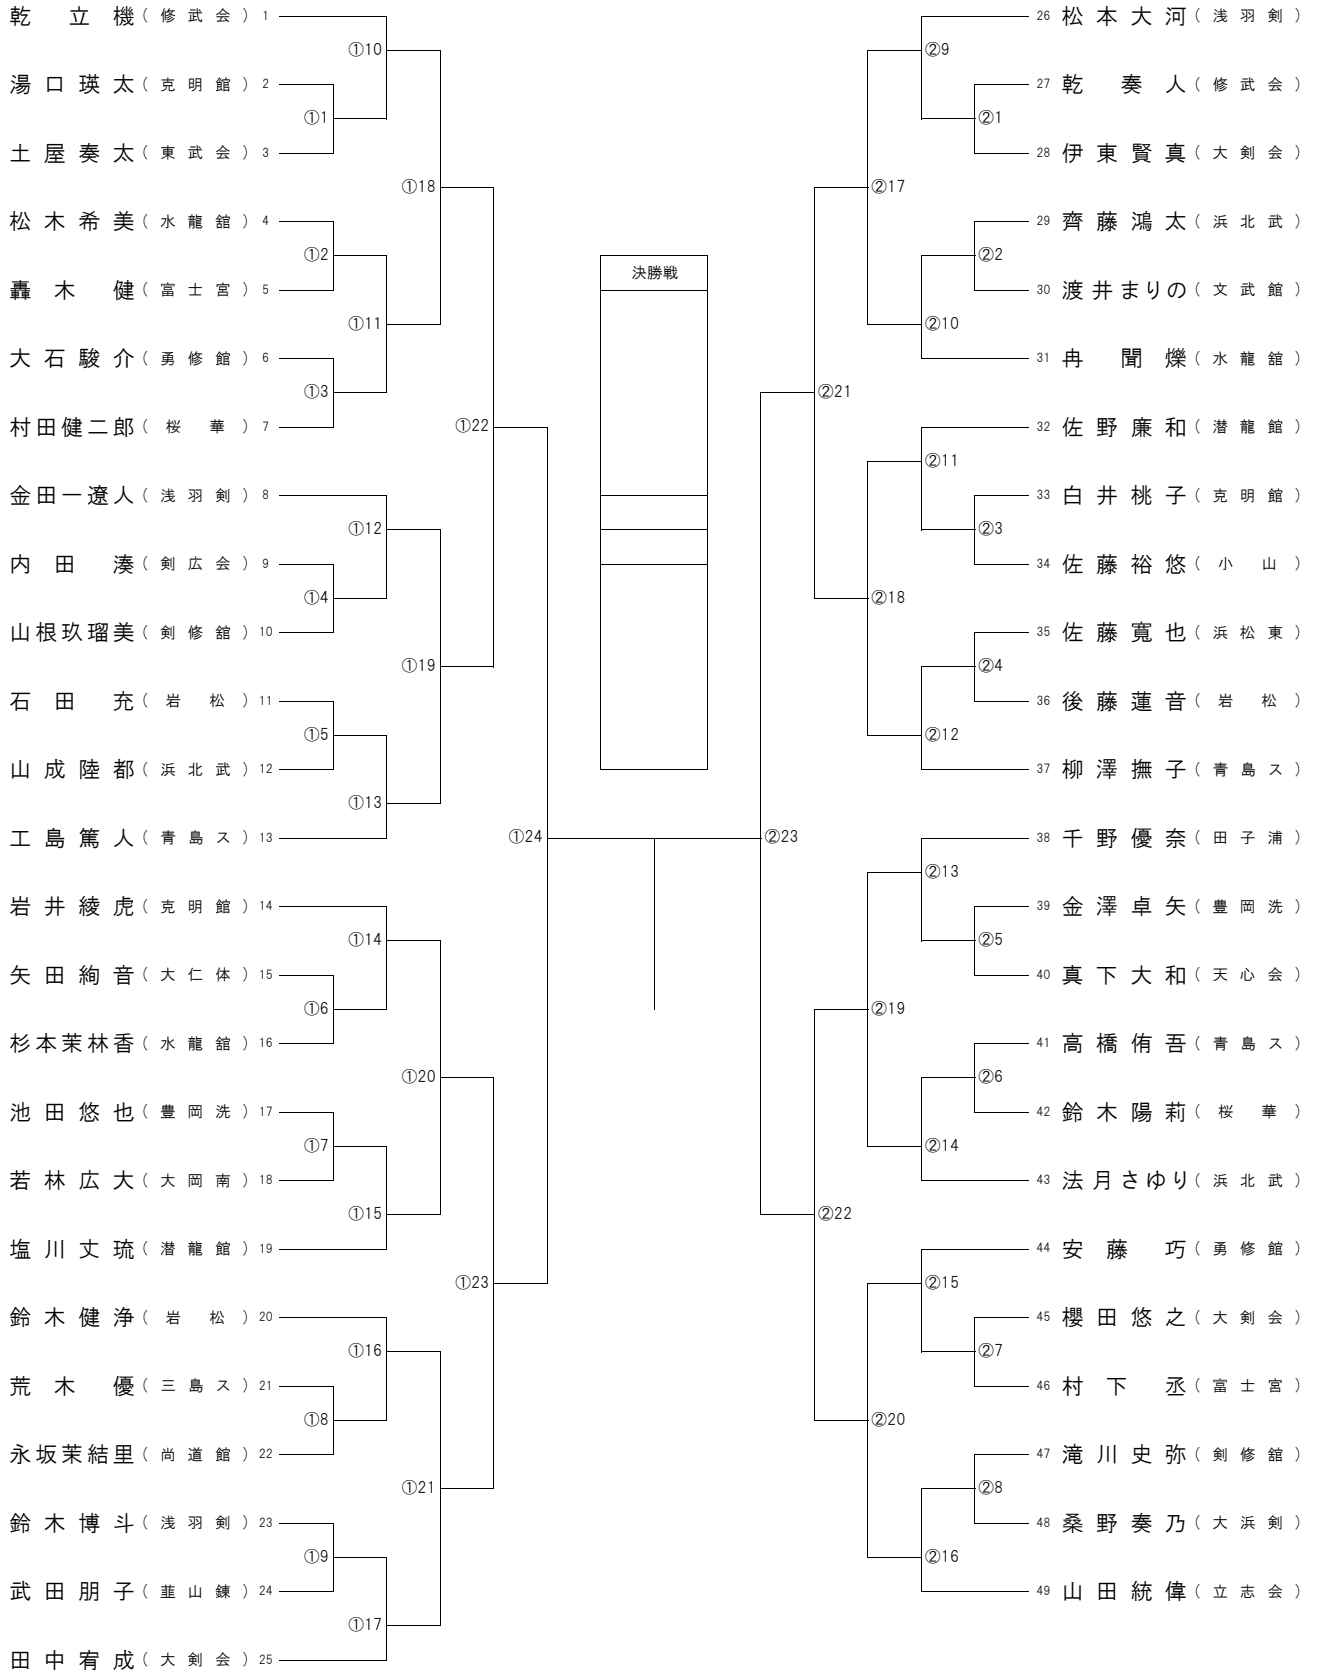 乾立機（修武会）1
①10
湯口瑛太（克明館）2
①1
土屋奏太（東武会）3
①18
松木希美（水龍舘）4
①2
轟木健（富士宮）5
①11
大石駿介（勇修館）6
①3
村田健二郎（桜華）7
①22
金田一遼人（浅羽剣）8
①12
内田湊（剣広会）9
①4
山根玖瑠美（剣修舘）10
①19
石田充（岩松）11
①5
山成陸都（浜北武）12
①13
工島篤人（青島ス）13
①24
岩井綾虎（克明館）14
①14
矢田絢音（大仁体）15
①6
杉本茉林香（水龍舘）16
①20
池田悠也（豊岡洗）17
①7
若林広大（大岡南）18
①15
塩川丈琉（潜龍館）19
①23
鈴木健浄（岩松）20
①16
荒木優（三島ス）21
①8
永坂茉結里（尚道館）22
①21
鈴木博斗（浅羽剣）23
①9
武田朋子（韮山錬）24
①17
田中宥成（大剣会）25
決勝戦
26 松本大河（浅羽剣）
②9
27 乾奏人（修武会）
②1
28 伊東賢真（大剣会）
②17
29 齊藤鴻太（浜北武）
②2
30 渡井まりの（文武館）
②10
31 冉聞爍（水龍舘）
②21
32 佐野廉和（潜龍館）
②11
33 白井桃子（克明館）
②3
34 佐藤裕悠（小山）
②18
35 佐藤寛也（浜松東）
②4
36 後藤蓮音（岩松）
②12
37 柳澤撫子（青島ス）
②23
38 千野優奈（田子浦）
②13
39 金澤卓矢（豊岡洗）
②5
40 真下大和（天心会）
②19
41 高橋侑吾（青島ス）
②6
42 鈴木陽莉（桜華）
②14
43 法月さゆり（浜北武）
②22
44 安藤巧（勇修館）
②15
45 櫻田悠之（大剣会）
②7
46 村下丞（富士宮）
②20
47 滝川史弥（剣修舘）
②8
48 桑野奏乃（大浜剣）
②16
49 山田統偉（立志会）